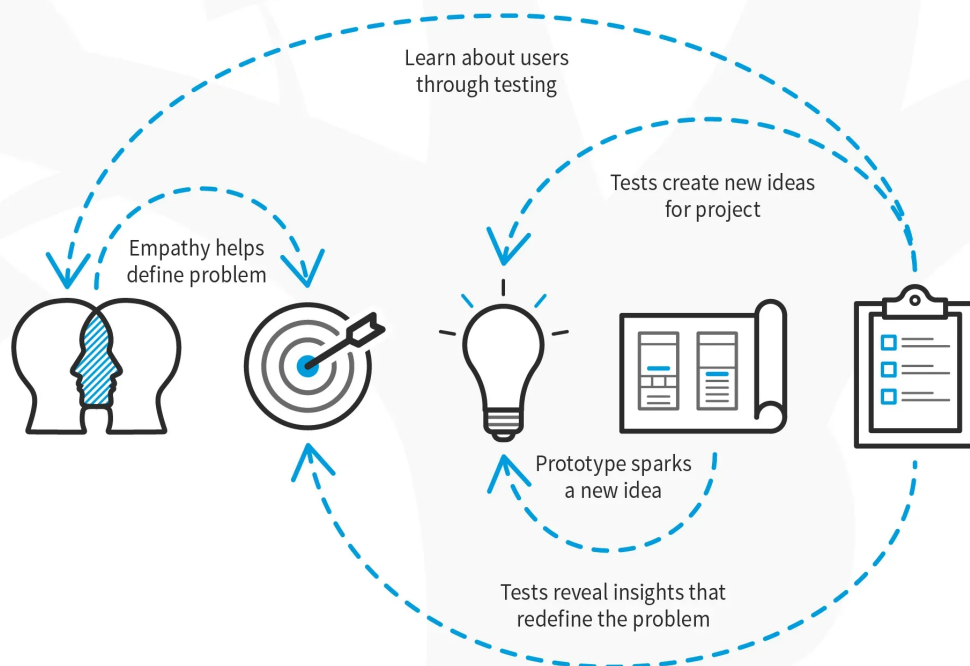 Learn about users
through testing
Tests create new ideas
for project
Empathy helps
define problem
Prototype sparks
a new idea
Tests reveal insights that
redefine the problem